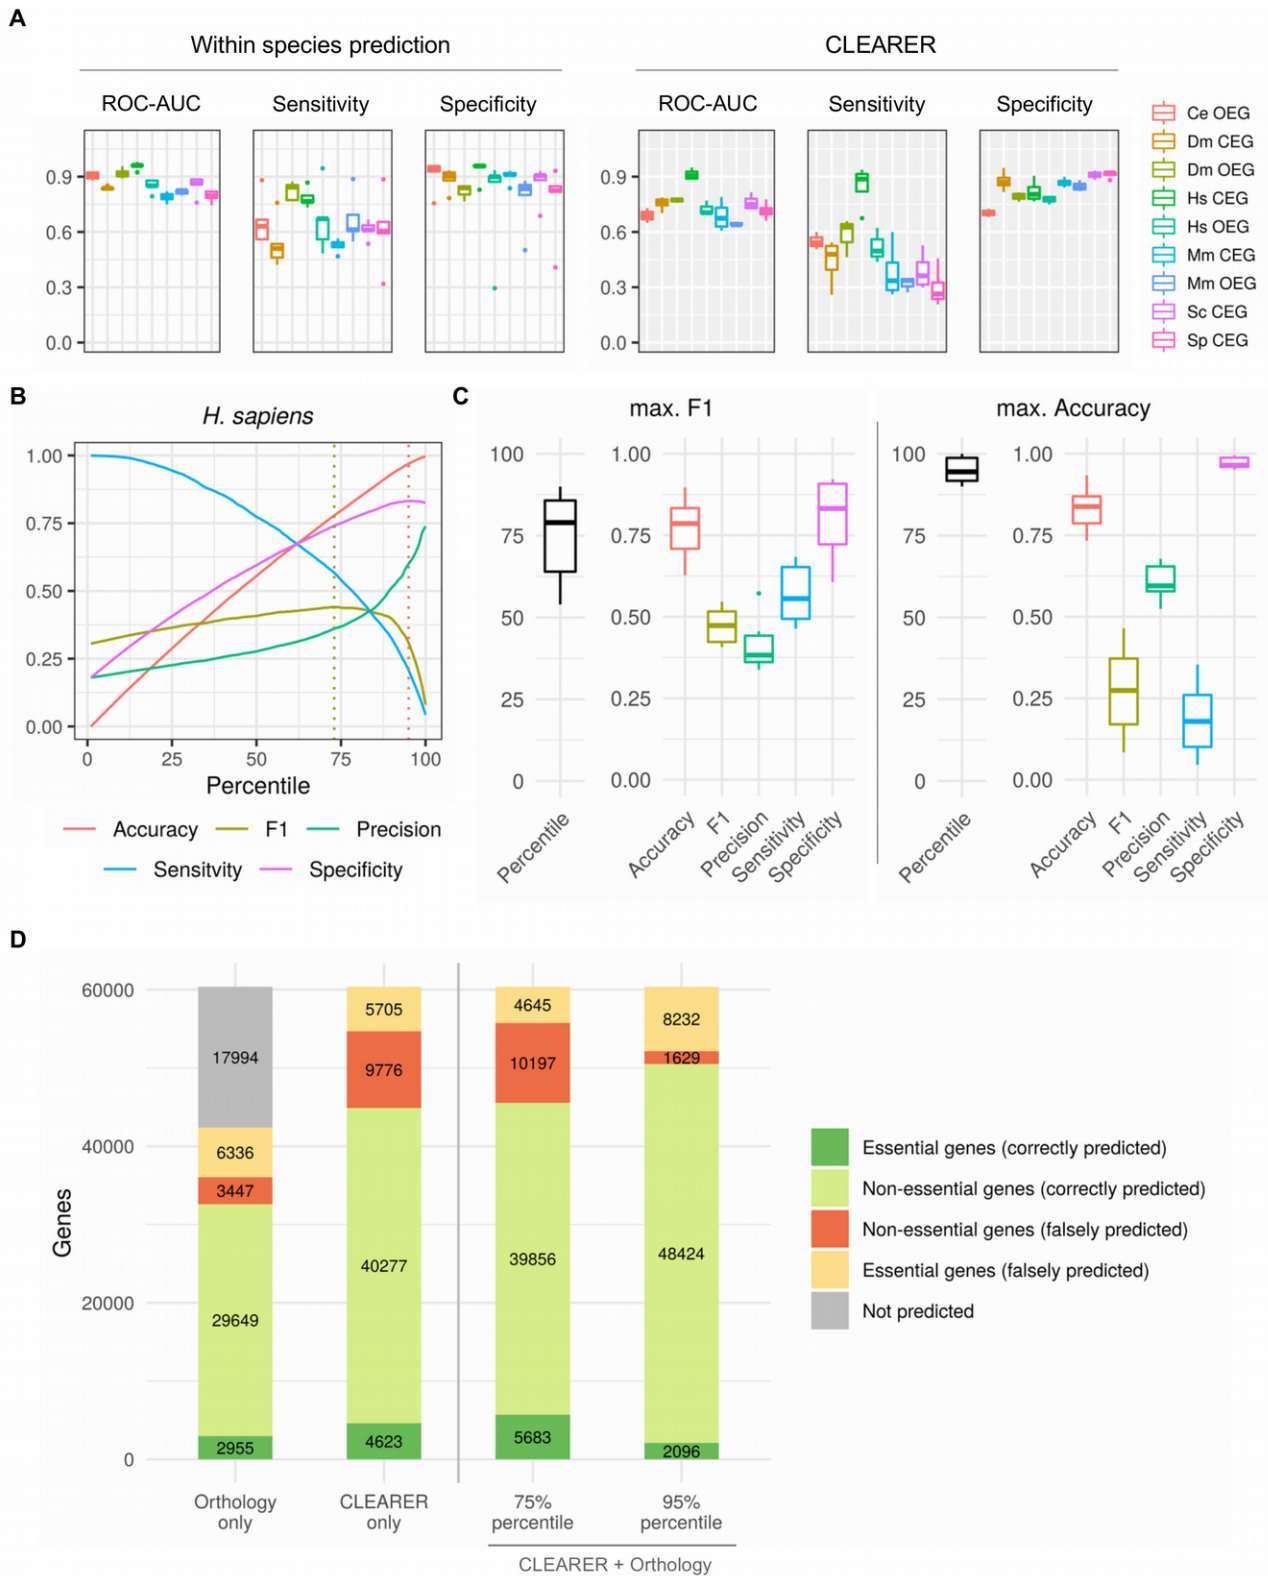 A
Within species prediction
CLEARER
ROC-AUC
Sensitivity
Specificity
ROC-AUC
Sensitivity
Specificity
0.9
0.6
0.3
0.0
0.9
0.6
0.3
0.0
Ce OEG
Dm CEG
Dm OEG
Hs CEG
Hs OEG
Mm CEG
Mm OEG
Sc CEG
Sp CEG
B
H. sapiens
1.00
0.75
0.50
0.25
0.00
0
25
50
75
100
Percentile
Accuracy
F1
Precision
Sensitvity
Specificity
C
max. F1
100
75
50
25
0
Percentile
1.00
0.75
0.50
0.25
0.00
Accuracy
F1
Precision
Sensitivity
Specificity
max. Accuracy
100
75
50
25
0
Percentile
1.00
0.75
0.50
0.25
0.00
Accuracy
F1
Precision
Sensitivity
Specificity
D
Genes
60000
40000
20000
0
17994
6336
3447
29649
2955
5705
9776
40277
4623
4645
10197
39856
5683
8232
1629
48424
2096
Orthology
only
CLEARER
only
75%
percentile
95%
percentile
CLEARER + Orthology
Essential genes (correctly predicted)
Non-essential genes (correctly predicted)
Non-essential genes (falsely predicted)
Essential genes (falsely predicted)
Not predicted